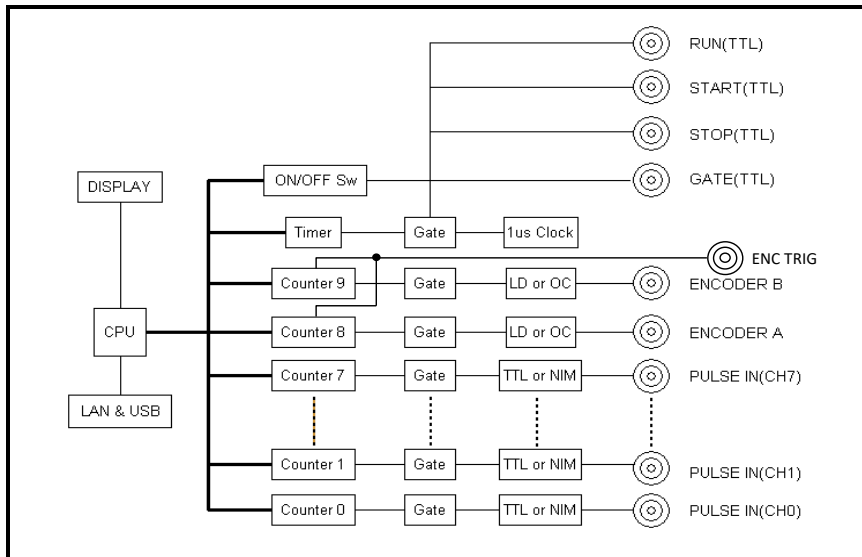 RUN(TTL)
START(TTL)
STOP(TTL)
DISPLAY
ON/OFF Sw
GATE(TTL)
Timer
Gate
1us Clock
ENC TRIG
Counter 9
Gate
LD or OC
ENCODER B
CPU
Counter 8
Gate
LD or OC
ENCODER A
Counter 7
Gate
TTL or NIM
PULSE IN(CH7)
LAN & USB
Counter 1
Gate
TTL or NIM
PULSE IN(CH1)
Counter 0
Gate
TTL or NIM
PULSE IN(CH0)